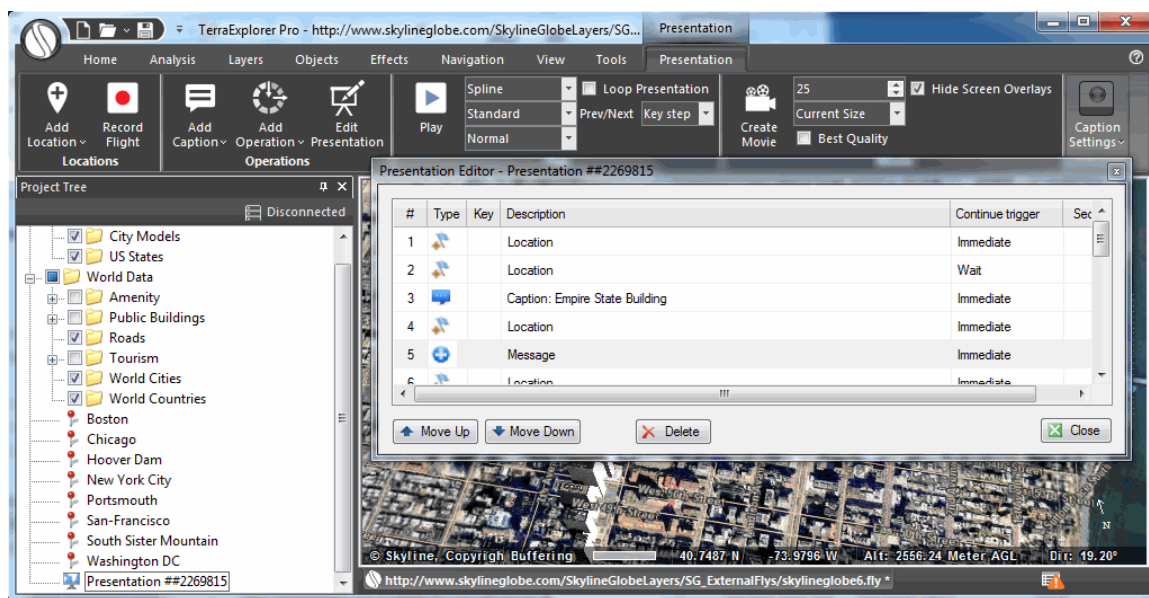 TerraExplorer Pro - http://www.skylineglobe.com/SkylineGlobeLayers/SG...
Presentation
Home Analysis Layers Objects Effects Navigation View Tools Presentation
Add Location
Record Flight
Locations
Add Caption
Add Operation
Edit Presentation
Operations
Play
Spline
Standard
Normal
Loop Presentation
Prev/Next Key step
Create Movie
25
Current Size
Best Quality
Hide Screen Overlays
Caption Settings
Project Tree
Disconnected
City Models
US States
World Data
Amenity
Public Buildings
Roads
Tourism
World Cities
World Countries
Boston
Chicago
Hoover Dam
New York City
Portsmouth
San-Francisco
South Sister Mountain
Washington DC
Presentation ##2269815
Presentation Editor - Presentation ##2269815
# Type Key Description Continue trigger Sec
1 Location Immediate
2 Location Wait
3 Caption: Empire State Building Immediate
4 Location Immediate
5 Message Immediate
6 Location Immediate
Move Up Move Down Delete Close
© Skyline, Copyrigh Buffering 40.7487 N -73.9796 W Alt: 2556.24 Meter AGL Dir: 19.20°
N
http://www.skylineglobe.com/SkylineGlobeLayers/SG_ExternalFlys/skylineglobe6.fly *